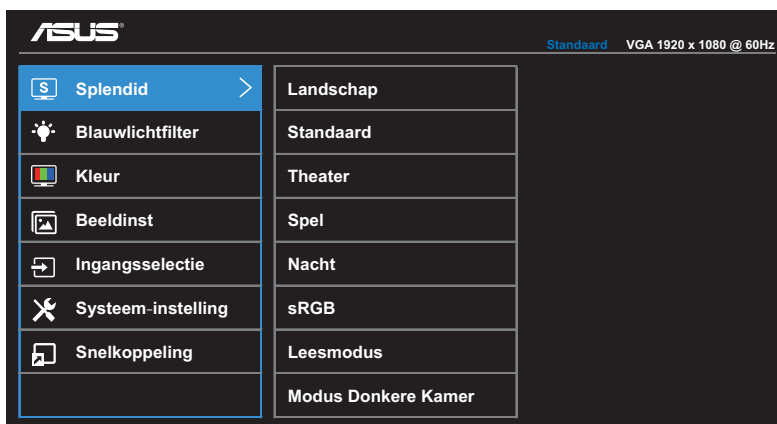 ASUS
Standaard VGA 1920 x 1080 @ 60Hz
S Splendid
Landschap
Blauwlichtfilter
Standaard
Kleur
Theater
Beeldinst
Spel
Ingangsselectie
Nacht
Systeem-instelling
sRGB
Snelkoppeling
Leesmodus
Modus Donkere Kamer